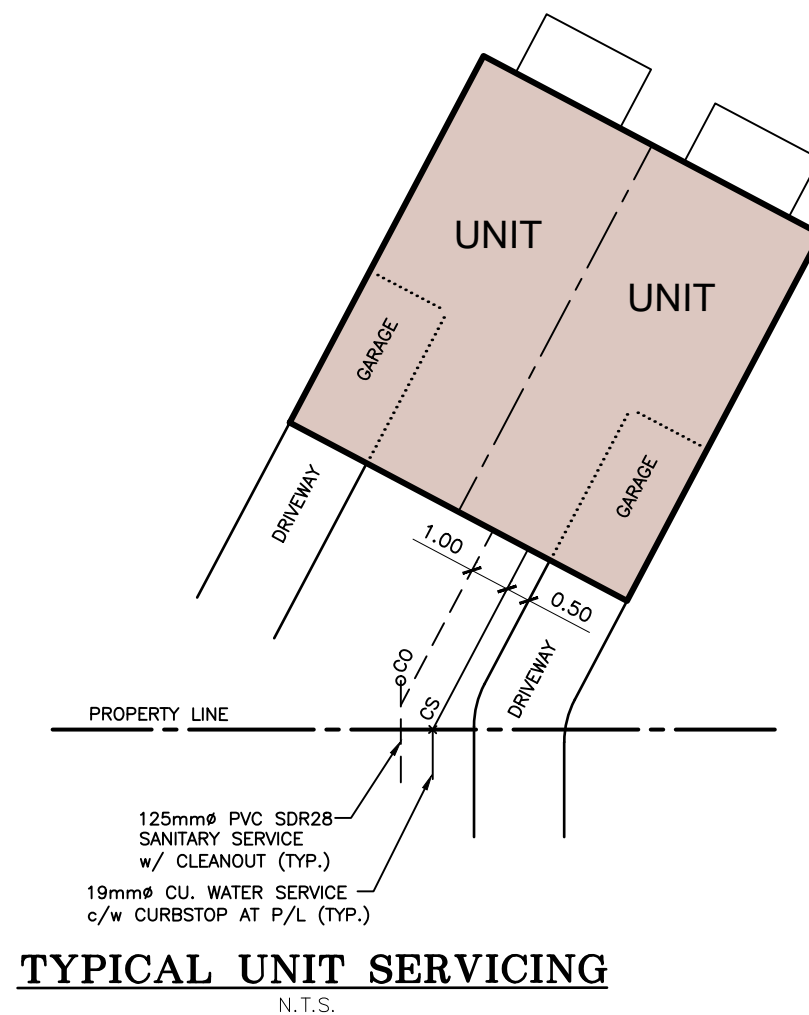 UNIT
UNIT
GARAGE
GARAGE
DRIVEWAY
1.00
0.50
CO
DRIVEWAY
CS
PROPERTY LINE
125mmø PVC SDR28
SANITARY SERVICE
w/ CLEANOUT (TYP.)
19mmø CU. WATER SERVICE
c/w CURBSTOP AT P/L (TYP.)
TYPICAL UNIT SERVICING
N.T.S.